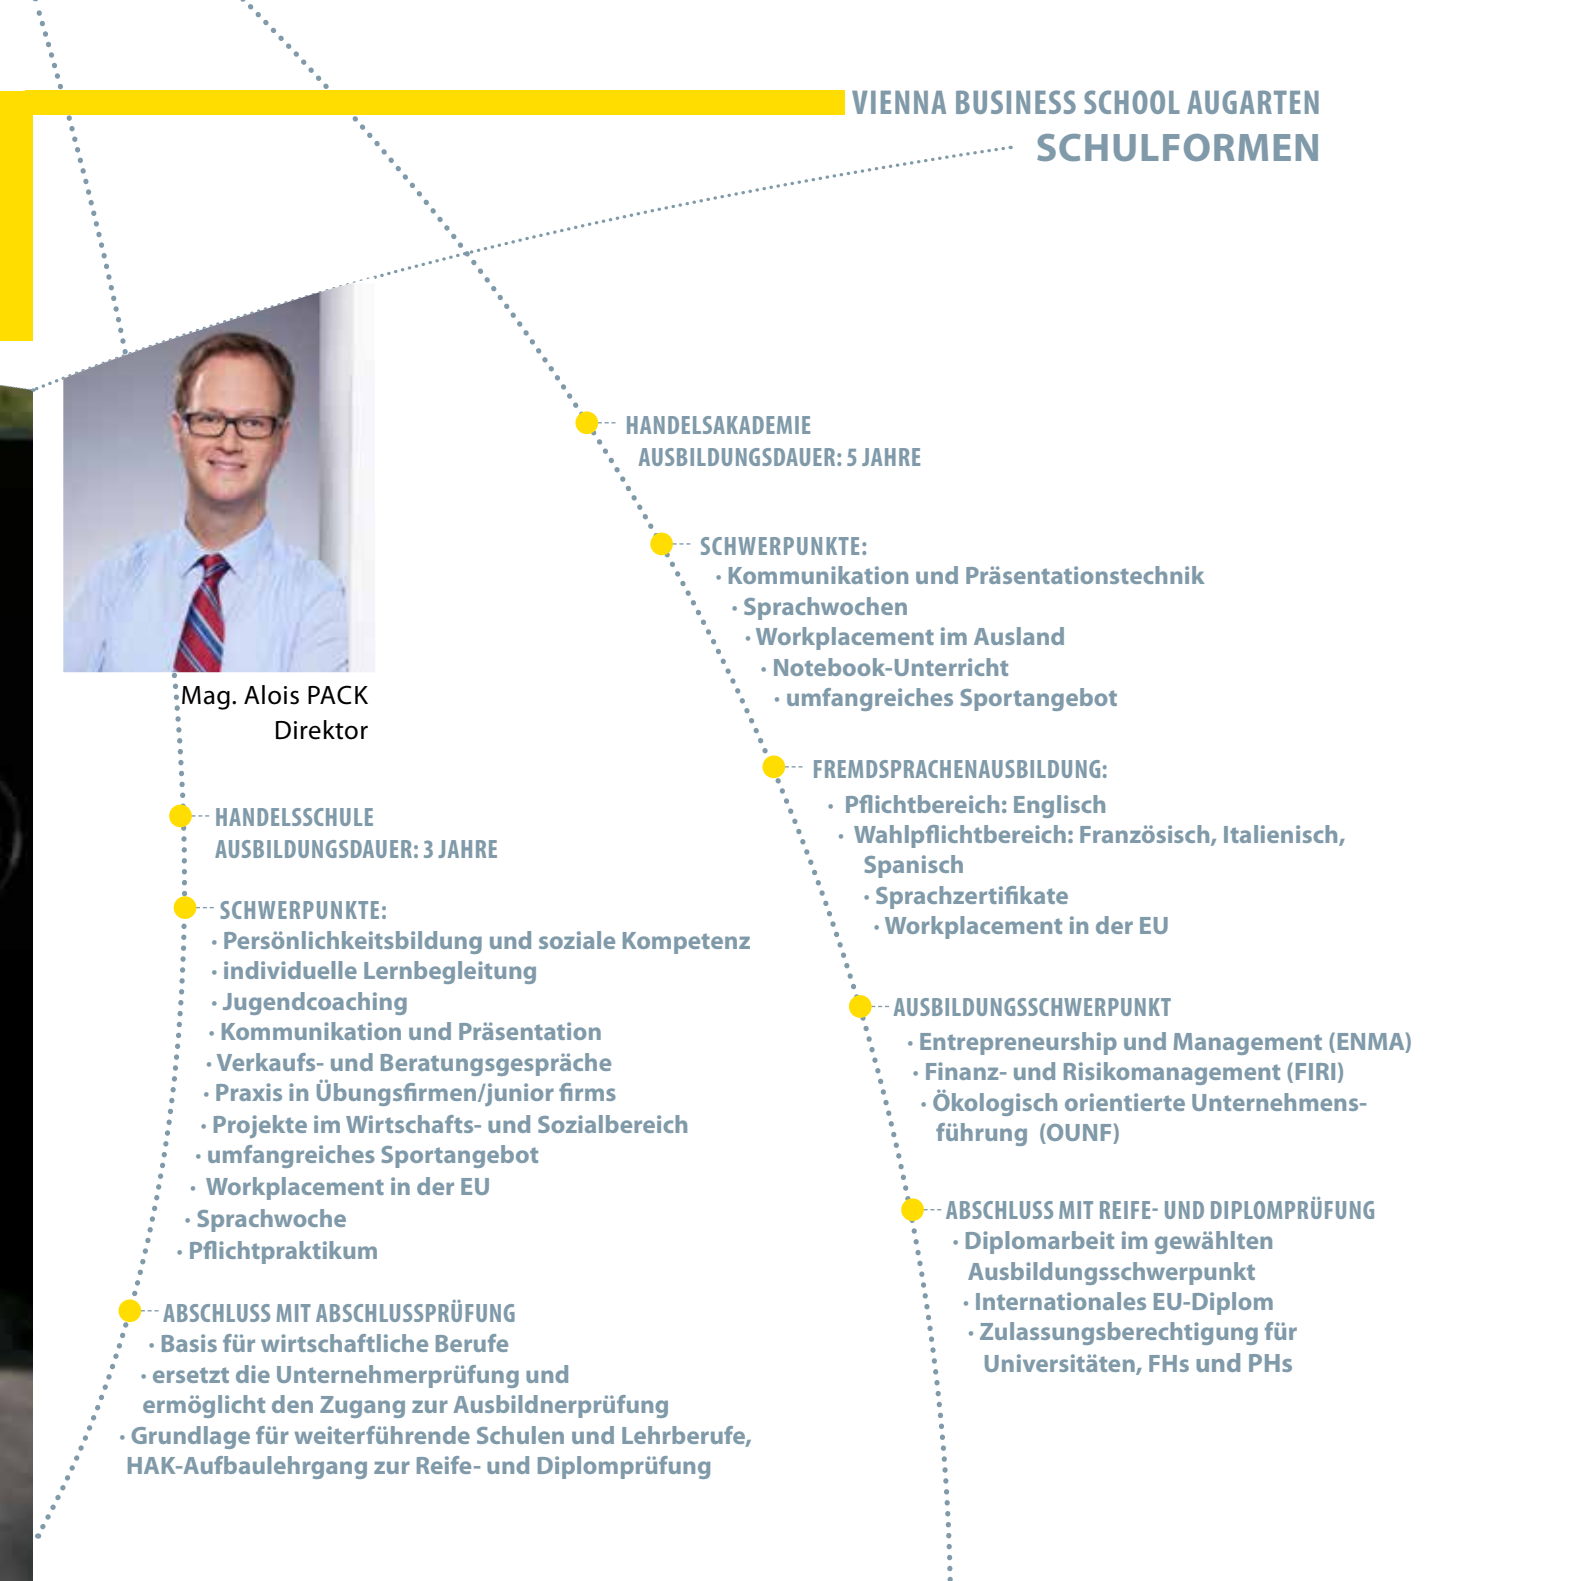 VIENNA BUSINESS SCHOOL AUGARTEN
SCHULFORMEN
Mag. Alois PACK
Direktor
HANDELSSCHULE
AUSBILDUNGSDAUER: 3 JAHRE
SCHWERPUNKTE:
· Persönlichkeitsbildung und soziale Kompetenz
· individuelle Lernbegleitung
· Jugendcoaching
· Kommunikation und Präsentation
· Verkaufs- und Beratungsgespräche
· Praxis in Übungsfirmen/junior firms
· Projekte im Wirtschafts- und Sozialbereich
· umfangreiches Sportangebot
· Workplacement in der EU
· Sprachwoche
· Pflichtpraktikum
ABSCHLUSS MIT ABSCHLUSSPRÜFUNG
· Basis für wirtschaftliche Berufe
· ersetzt die Unternehmerprüfung und
ermöglicht den Zugang zur Ausbildnerprüfung
· Grundlage für weiterführende Schulen und Lehrberufe,
HAK-Aufbaulehrgang zur Reife- und Diplomprüfung
HANDELSAKADEMIE
AUSBILDUNGSDAUER: 5 JAHRE
SCHWERPUNKTE:
· Kommunikation und Präsentationstechnik
· Sprachwochen
· Workplacement im Ausland
· Notebook-Unterricht
· umfangreiches Sportangebot
FREMDSPRACHENAUSBILDUNG:
· Pflichtbereich: Englisch
· Wahlpflichtbereich: Französisch, Italienisch,
Spanisch
· Sprachzertifikate
· Workplacement in der EU
AUSBILDUNGSSCHWERPUNKT
· Entrepreneurship und Management (ENMA)
· Finanz- und Risikomanagement (FIRI)
· Ökologisch orientierte Unternehmens-
führung (OUNF)
ABSCHLUSS MIT REIFE- UND DIPLOMPRÜFUNG
· Diplomarbeit im gewählten
Ausbildungsschwerpunkt
· Internationales EU-Diplom
· Zulassungsberechtigung für
Universitäten, FHs und PHs